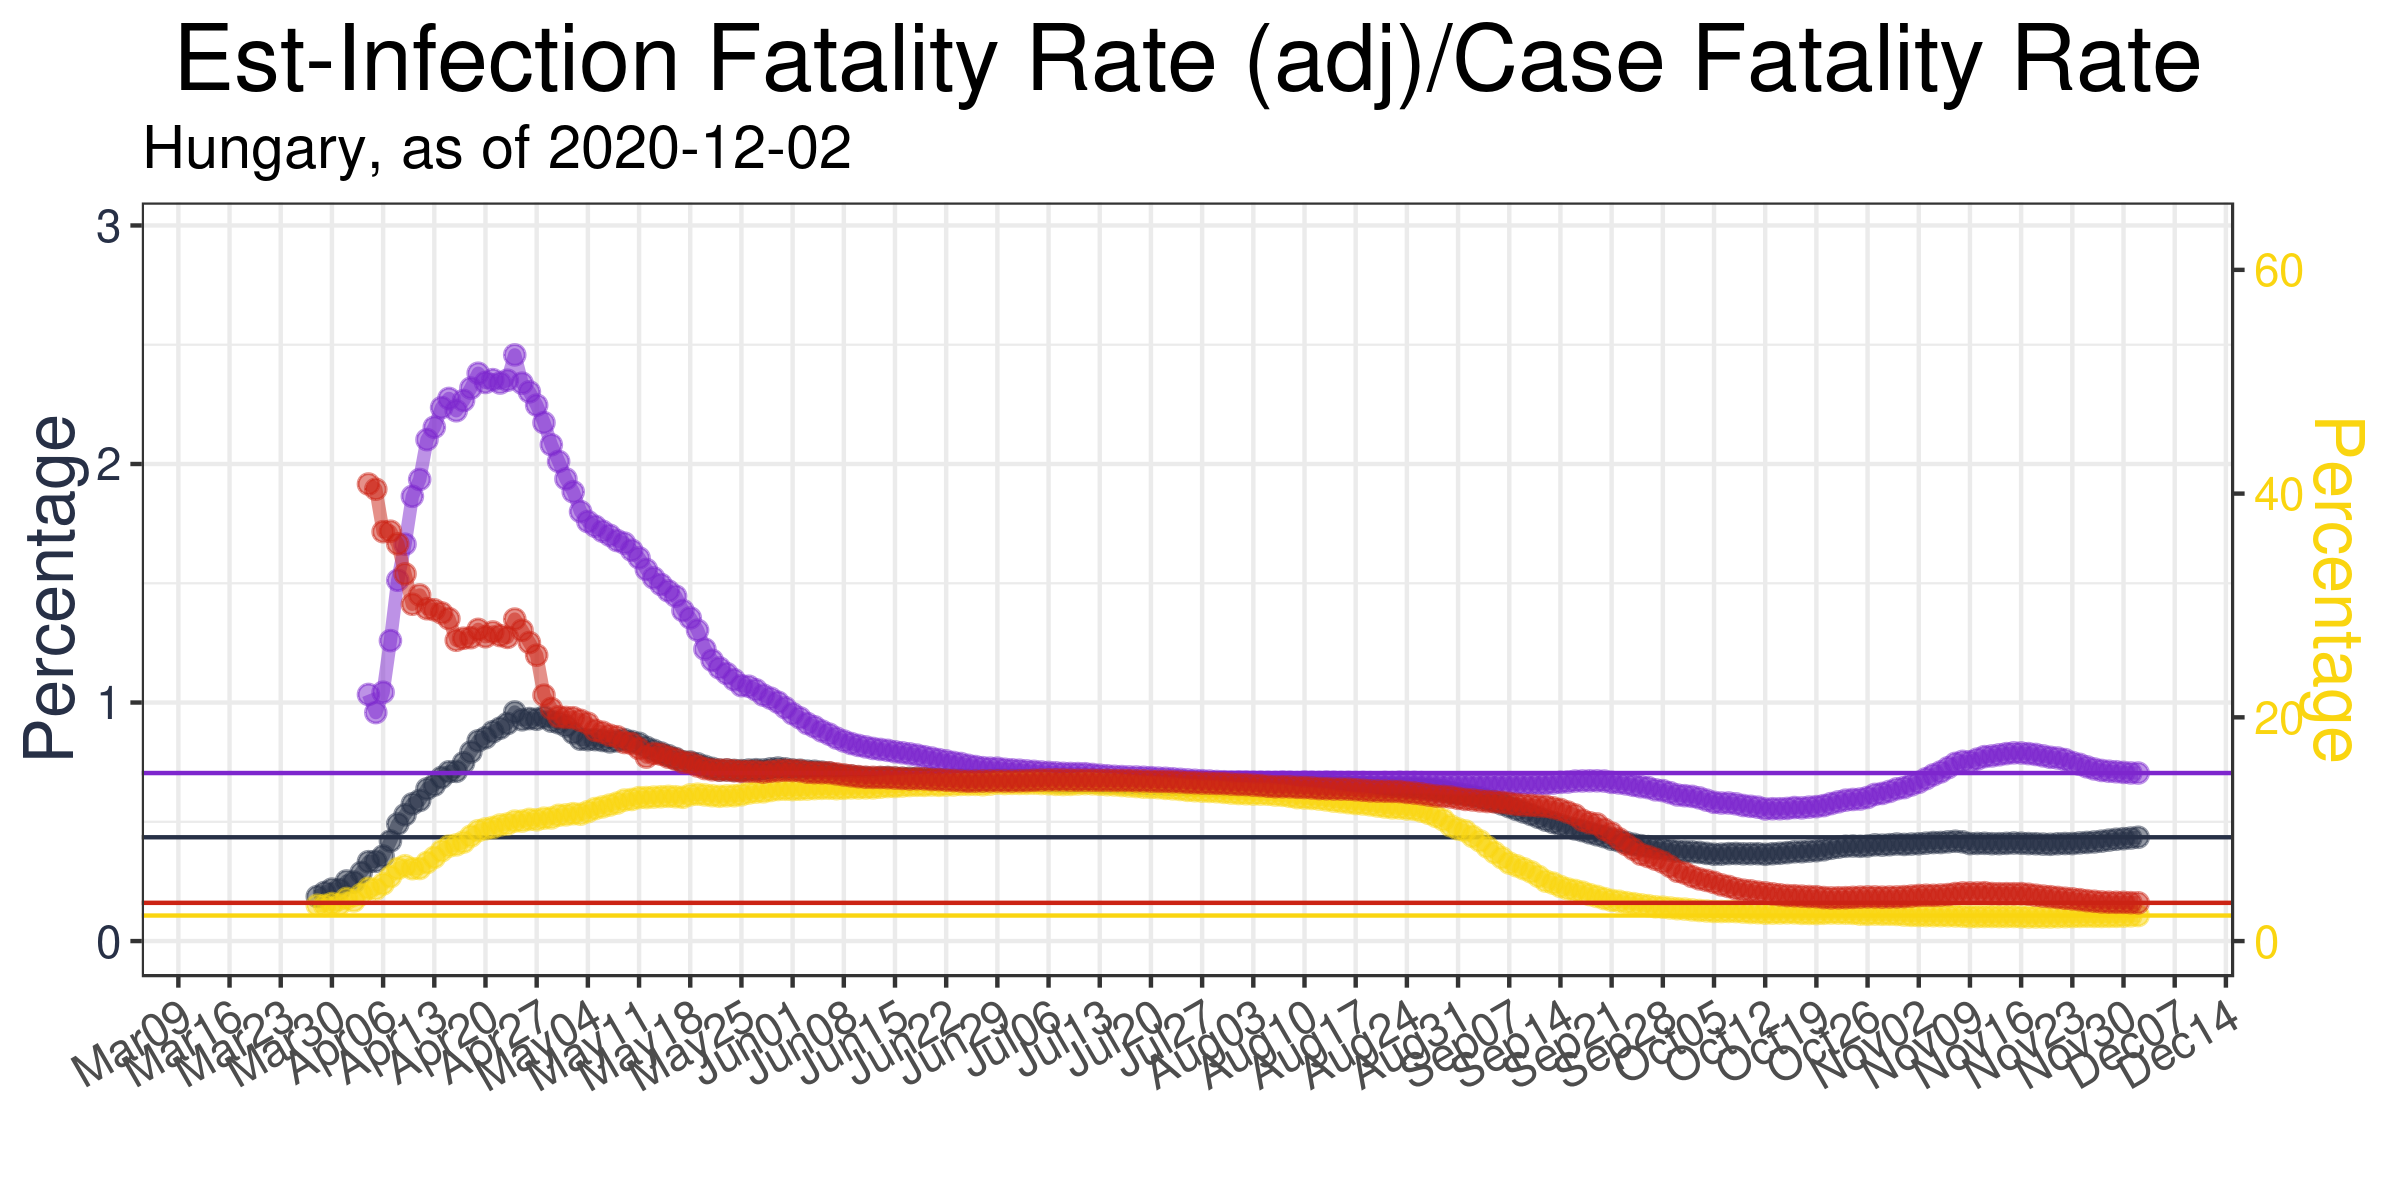 Est-Infection Fatality Rate (adj)/Case Fatality Rate
Hungary, as of 2020-12-02
Percentage
3
2
1
0
60
40
20
0
Percentage
Mar09
Mar16
Mar23
Mar30
Apr06
Apr13
Apr20
Apr27
May04
May11
May18
May25
Jun01
Jun08
Jun15
Jun22
Jun29
Jul06
Jul13
Jul20
Jul27
Aug03
Aug10
Aug17
Aug24
Aug31
Sep07
Sep14
Sep21
Sep28
Oct05
Oct12
Oct19
Oct26
Nov02
Nov09
Nov16
Nov23
Nov30
Dec07
Dec14